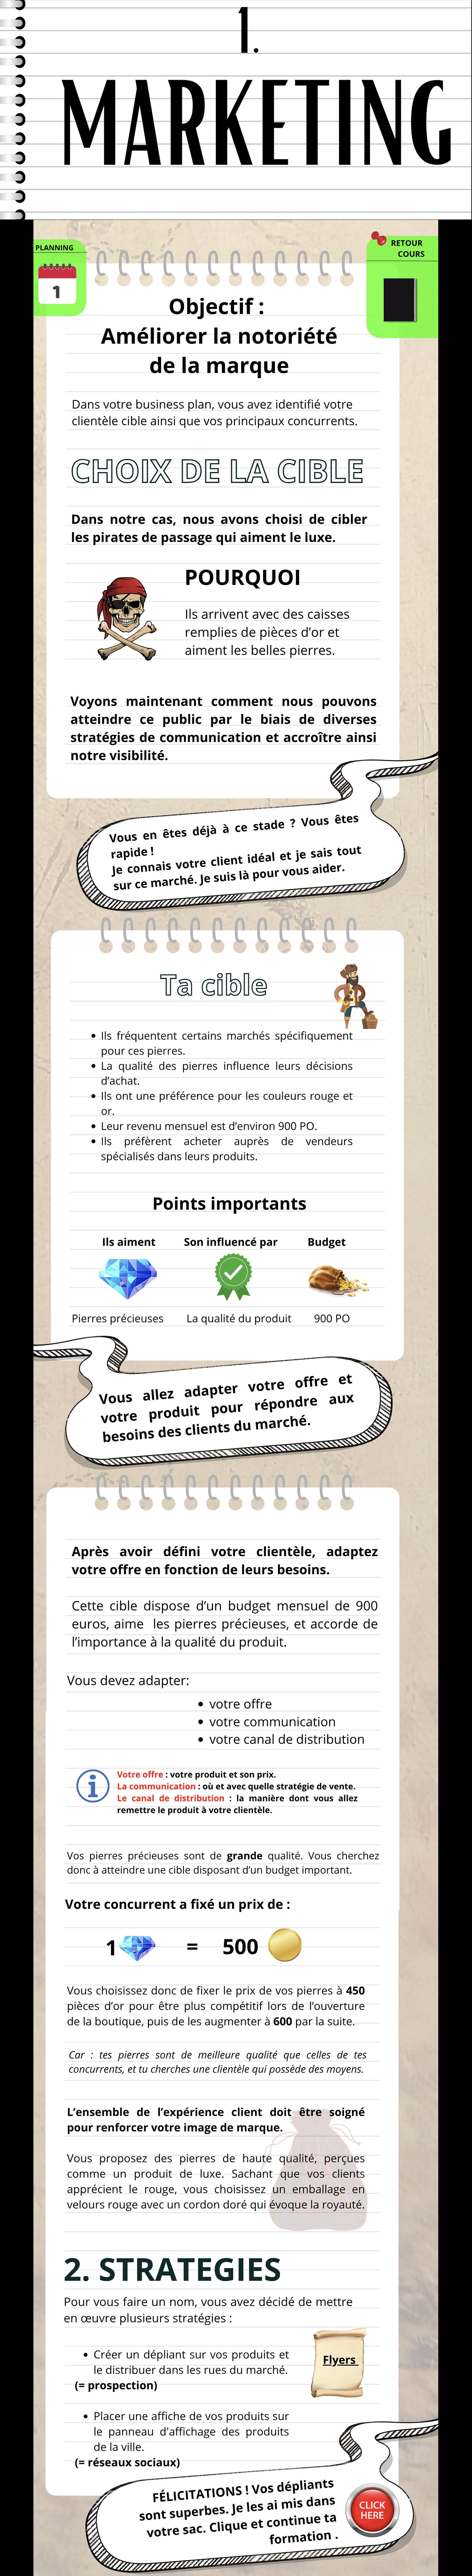 1.
MARKETING
PLANNING
1
RETOUR
COURS
Objectif :
Améliorer la notoriété
de la marque
Dans votre business plan, vous avez identifié votre
clientèle cible ainsi que vos principaux concurrents.
CHOIX DE LA CIBLE
Dans notre cas, nous avons choisi de cibler
les pirates de passage qui aiment le luxe.
POURQUOI
Ils arrivent avec des caisses
remplies de pièces d'or et
aiment les belles pierres.
Voyons maintenant comment nous pouvons
atteindre ce public par le biais de diverses
stratégies de communication et accroître ainsi
notre visibilité.
Vous en êtes déjà à ce stade ? Vous êtes
rapide !
Je connais votre client idéal et je sais tout
sur ce marché. Je suis là pour vous aider.
Ta cible
• Ils fréquentent certains marchés spécifiquement
pour ces pierres.
• La qualité des pierres influence leurs décisions
d'achat.
• Ils ont une préférence pour les couleurs rouge et
or.
• Leur revenu mensuel est d'environ 900 PO.
• Ils préfèrent acheter auprès de vendeurs
spécialisés dans leurs produits.
Points importants
Ils aiment Son influencé par Budget
Pierres précieuses La qualité du produit 900 PO
Vous allez adapter votre offre et
votre produit pour répondre aux
besoins des clients du marché.
Après avoir défini votre clientèle, adaptez
votre offre en fonction de leurs besoins.
Cette cible dispose d'un budget mensuel de 900
euros, aime les pierres précieuses, et accorde de
l'importance à la qualité du produit.
Vous devez adapter:
• votre offre
• votre communication
• votre canal de distribution
Votre offre : votre produit et son prix.
La communication : où et avec quelle stratégie de vente.
Le canal de distribution : la manière dont vous allez
remettre le produit à votre clientèle.
Vos pierres précieuses sont de grande qualité. Vous cherchez
donc à atteindre une cible disposant d'un budget important.
Votre concurrent a fixé un prix de :
1 = 500
Vous choisissez donc de fixer le prix de vos pierres à 450
pièces d'or pour être plus compétitif lors de l'ouverture
de la boutique, puis de les augmenter à 600 par la suite.
Car : tes pierres sont de meilleure qualité que celles de tes
concurrents, et tu cherches une clientèle qui possède des moyens.
L'ensemble de l'expérience client doit être soigné
pour renforcer votre image de marque.
Vous proposez des pierres de haute qualité, perçues
comme un produit de luxe. Sachant que vos clients
apprécient le rouge, vous choisissez un emballage en
velours rouge avec un cordon doré qui évoque la royauté.
2. STRATEGIES
Pour vous faire un nom, vous avez décidé de mettre
en œuvre plusieurs stratégies :
• Créer un dépliant sur vos produits et
le distribuer dans les rues du marché.
(= prospection)
Flyers
• Placer une affiche de vos produits sur
le panneau d'affichage des produits
de la ville.
(= réseaux sociaux)
FÉLICITATIONS ! Vos dépliants
sont superbes. Je les ai mis dans
votre sac. Clique et continue ta
formation .
CLICK
HERE